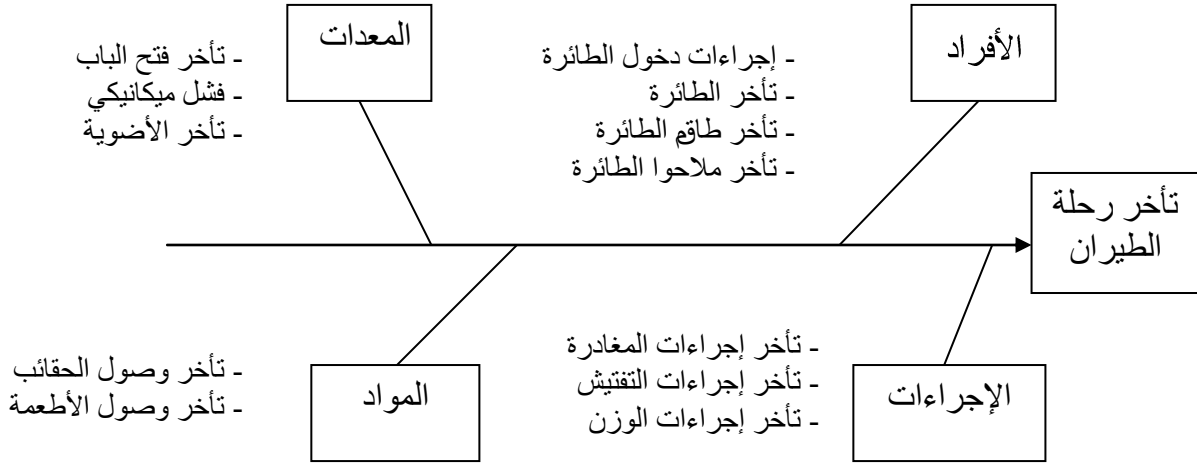 الأفراد
- إجراءات دخول الطائرة
- تأخر الطائرة
- تأخر طاقم الطائرة
- تأخر ملاحوا الطائرة
المعدات
- تأخر فتح الباب
- فشل ميكانيكي
- تأخر الأضوية
تأخر رحلة
الطيران
الإجراءات
- تأخر إجراءات المغادرة
- تأخر إجراءات التفتيش
- تأخر إجراءات الوزن
المواد
- تأخر وصول الحقائب
- تأخر وصول الأطعمة